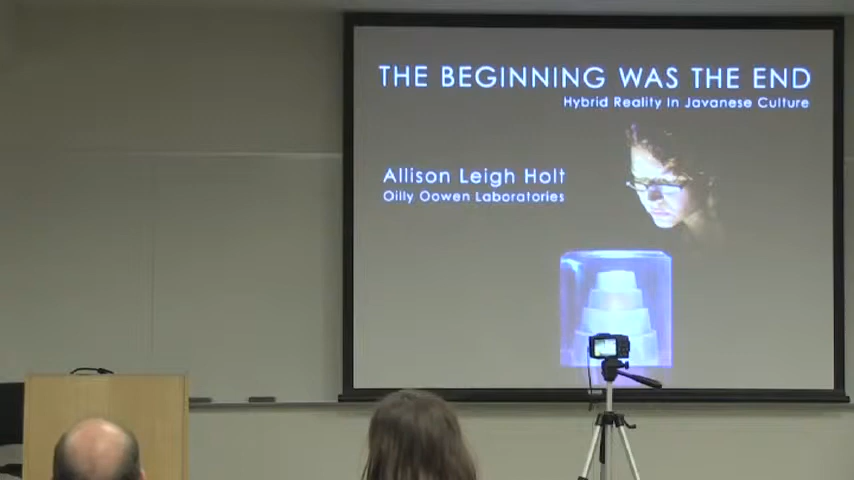 THE BEGINNING WAS THE END
Hybrid Reality In Javanese Culture
Allison Leigh Holt
Oilly Oowen Laboratories